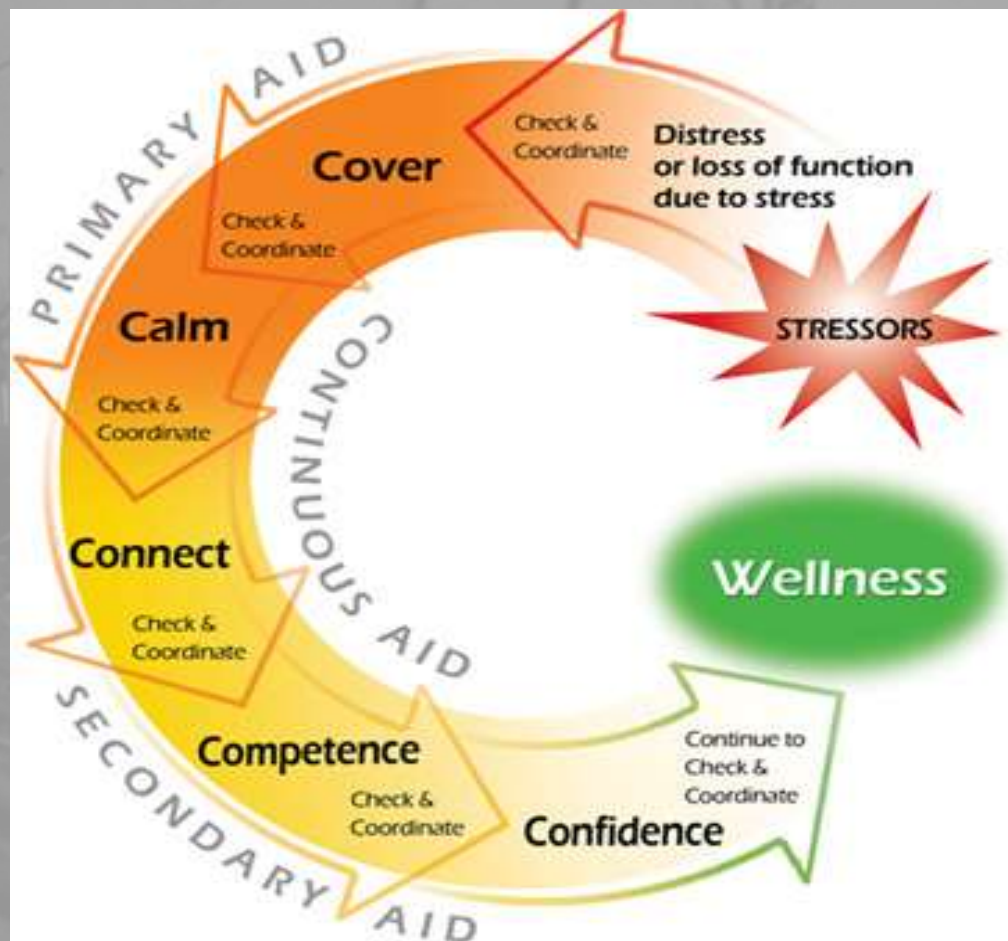 STRESSORS
Distress
or loss of function
due to stress
Check &
Coordinate
PRIMARY AID
Cover
Check &
Coordinate
Calm
Check &
Coordinate
CONTINUOUS AID
Connect
Check &
Coordinate
SECONDARY AID
Competence
Check &
Coordinate
Confidence
Continue to
Check &
Coordinate
Wellness